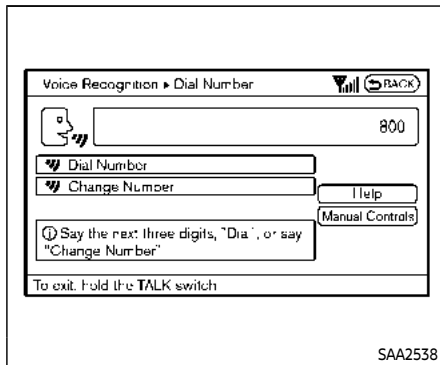 Voice Recognition ▸ Dial Number
BACK
800
Dial Number
Change Number
Help
Manual Controls
Say the next three digits, "Dial", or say
"Change Number"
To exit, hold the TALK switch
SAA2538